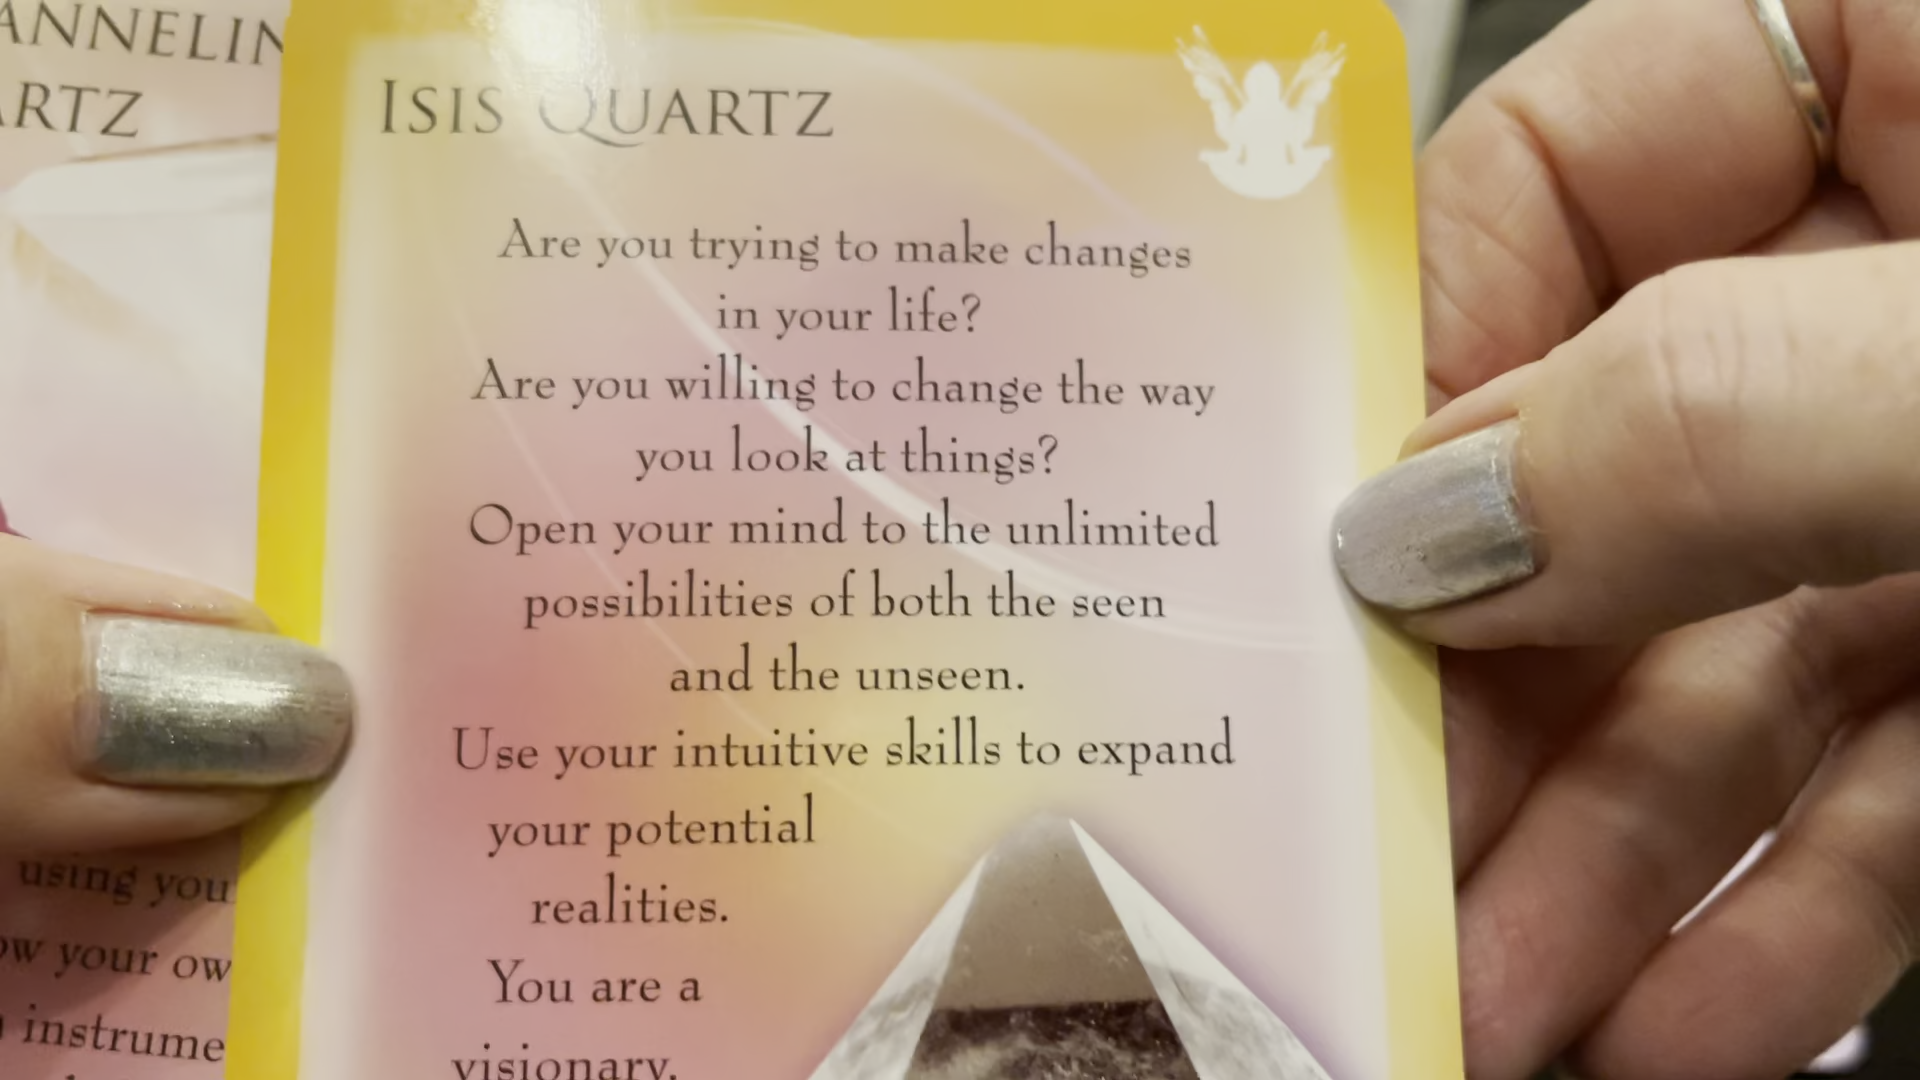 ANNELIN
ARTZ
ISIS QUARTZ
Are you trying to make changes
in your life?
Are you willing to change the way
you look at things?
Open your mind to the unlimited
possibilities of both the seen
and the unseen.
Use your intuitive skills to expand
your potential
realities.
You are a
visionary.
using you
ow your ow
instrume